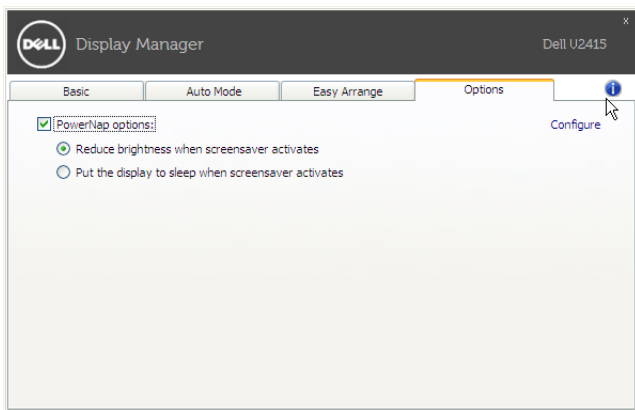 x
DELL Display Manager Dell U2415
Basic Auto Mode Easy Arrange Options i
PowerNap options: Configure
Reduce brightness when screensaver activates
Put the display to sleep when screensaver activates